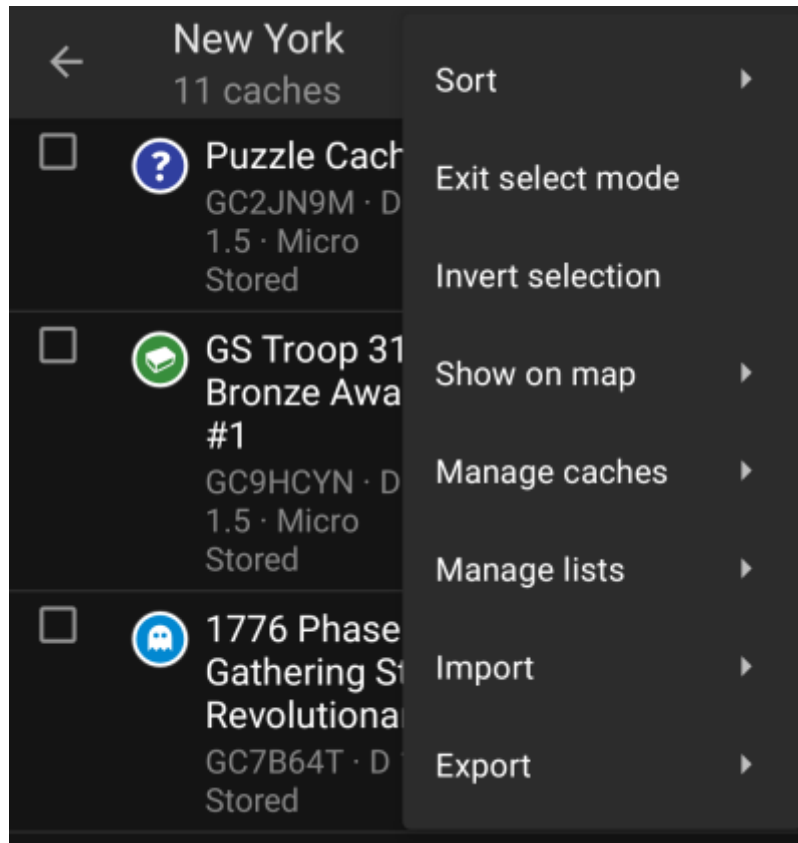 New York
11 caches
Puzzle Cach
GC2JN9M · D
1.5 · Micro
Stored
GS Troop 31
Bronze Awa
#1
GC9HCYN · D
1.5 · Micro
Stored
1776 Phase
Gathering St
Revolutiona
GC7B64T · D
Stored
Sort
Exit select mode
Invert selection
Show on map
Manage caches
Manage lists
Import
Export